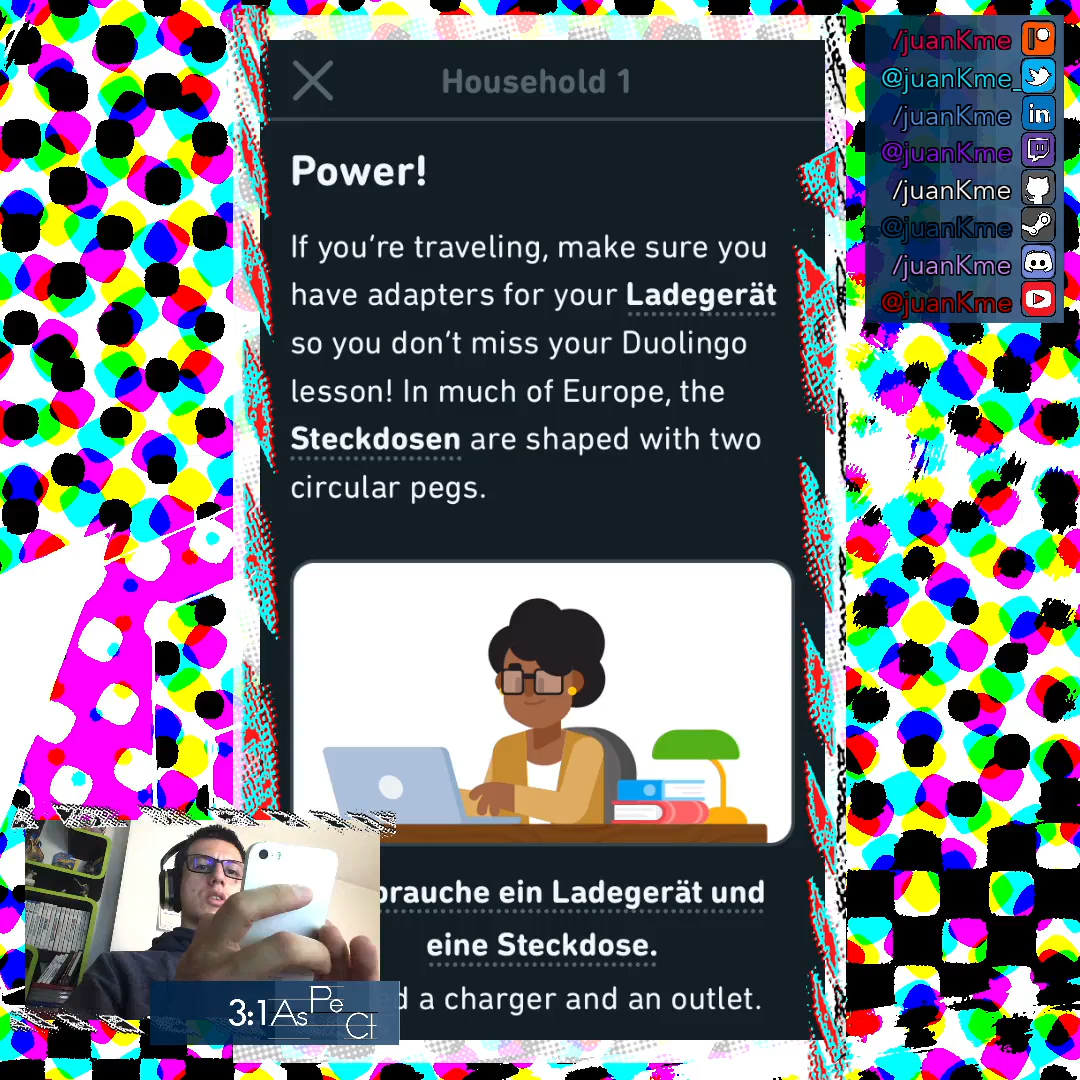 Household 1
Power!
If you’re traveling, make sure you
have adapters for your Ladegerät
so you don’t miss your Duolingo
lesson! In much of Europe, the
Steckdosen are shaped with two
circular pegs.
brauche ein Ladegerät und
eine Steckdose.
a charger and an outlet.
/juanKme
@juanKme_
/juanKme
in
@juanKme
/juanKme
@juanKme
/juanKme
@juanKme
3:1 AsPeCt